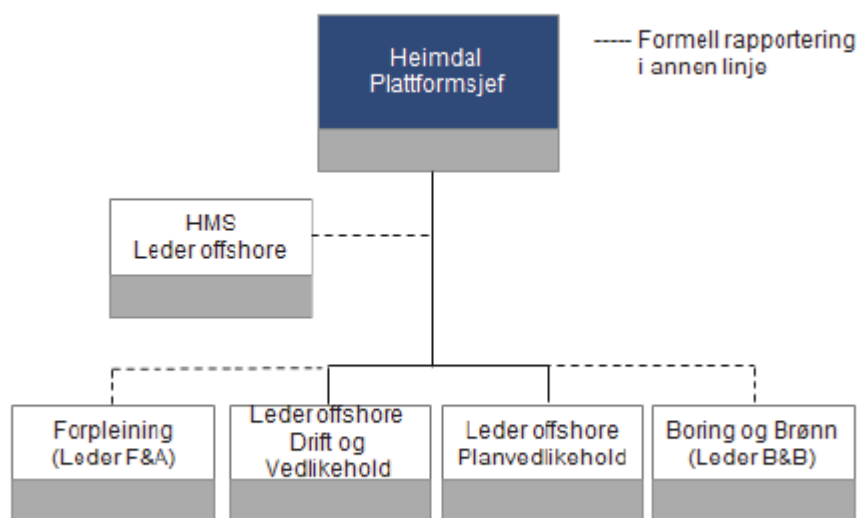 Heimdal
Plattformsjef
----- Formell rapportering
i annen linje
HMS
Leder offshore
Forpleining
(Leder F&A)
Leder offshore
Drift og
Vedlikehold
Leder offshore
Planvedlikehold
Boring og Brønn
(Leder B&B)